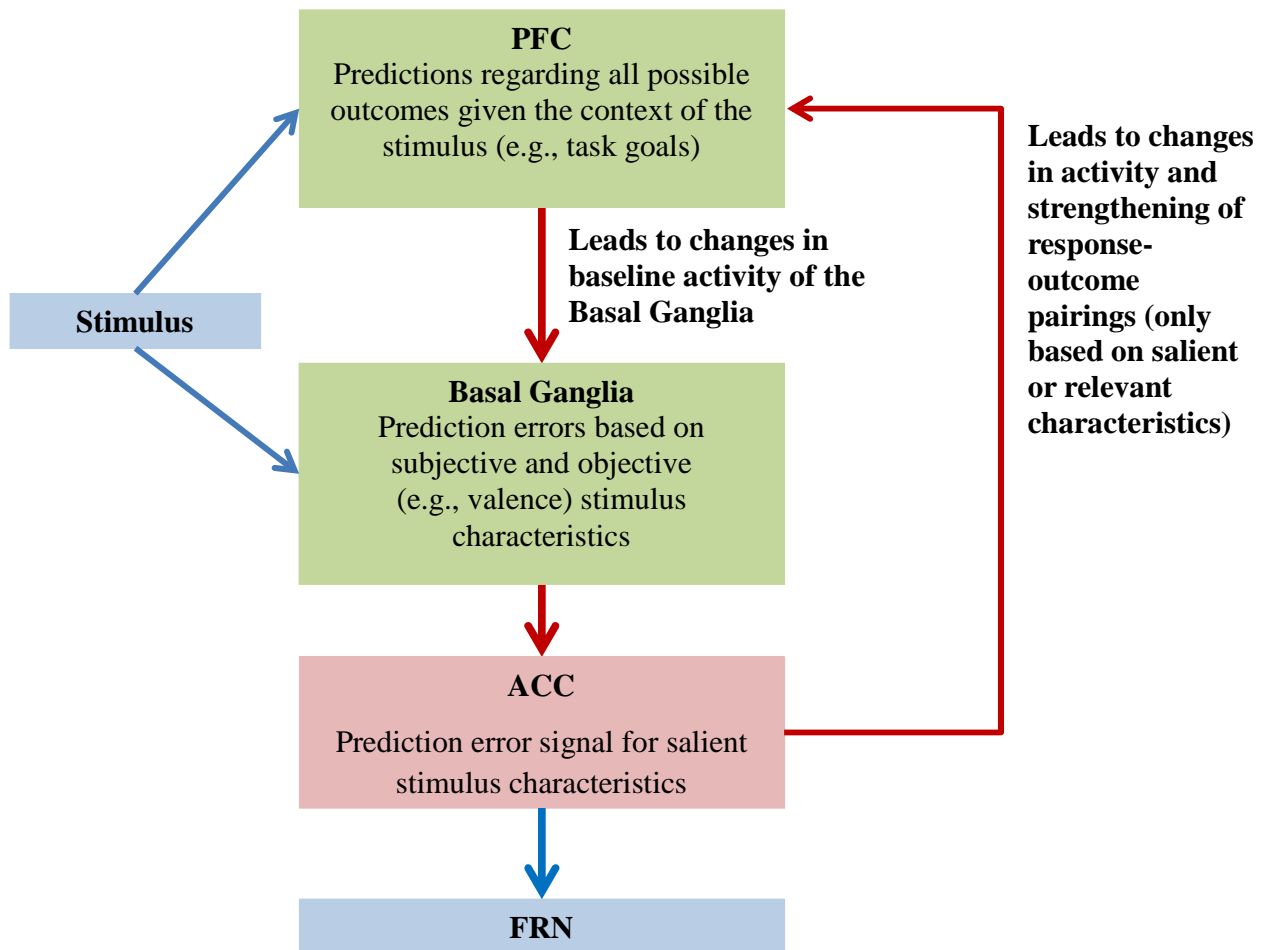 PFC
Predictions regarding all possible
outcomes given the context of the
stimulus (e.g., task goals)
Leads to changes
in activity and
strengthening of
response-
outcome
pairings (only
based on salient
or relevant
characteristics)
Leads to changes in
baseline activity of the
Basal Ganglia
Stimulus
Basal Ganglia
Prediction errors based on
subjective and objective
(e.g., valence) stimulus
characteristics
ACC
Prediction error signal for salient
stimulus characteristics
FRN